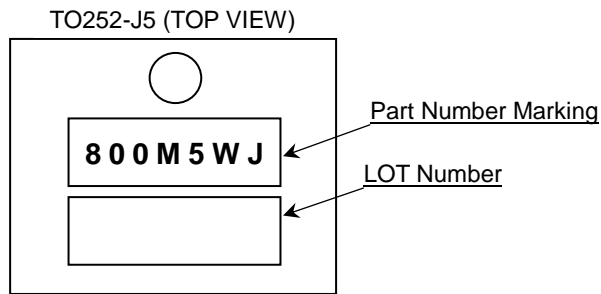 TO252-J5 (TOP VIEW)
Part Number Marking
800M5WJ
LOT Number